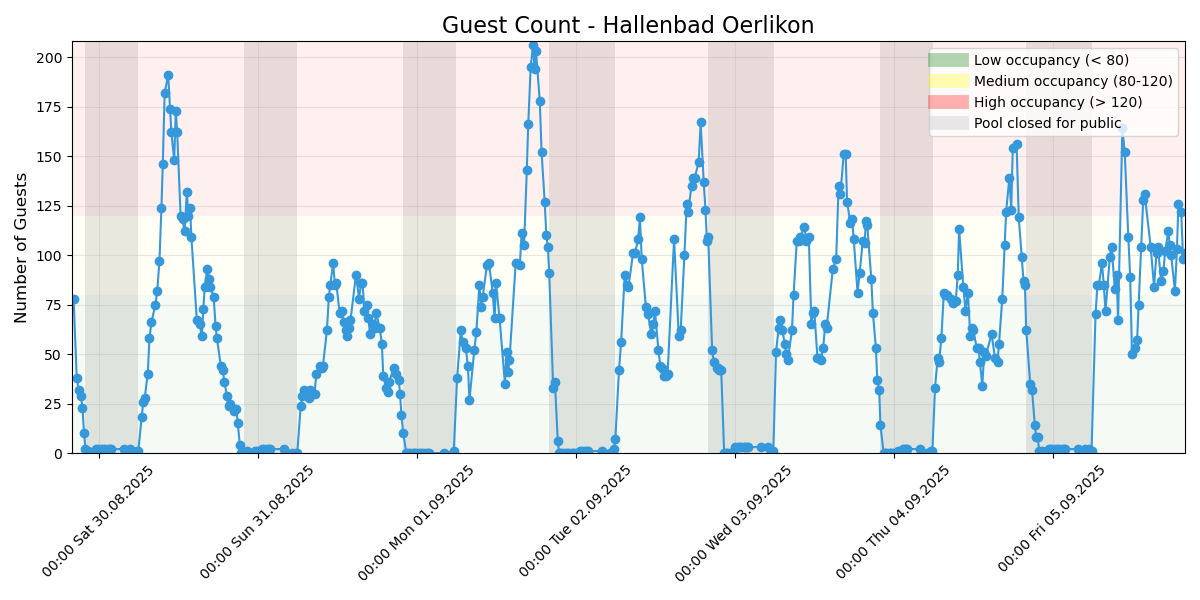 Guest Count - Hallenbad Oerlikon
Number of Guests
200
175
150
125
100
75
50
25
0
Low occupancy (< 80)
Medium occupancy (80-120)
High occupancy (> 120)
Pool closed for public
00:00 Sat 30.08.2025
00:00 Sun 31.08.2025
00:00 Mon 01.09.2025
00:00 Tue 02.09.2025
00:00 Wed 03.09.2025
00:00 Thu 04.09.2025
00:00 Fri 05.09.2025